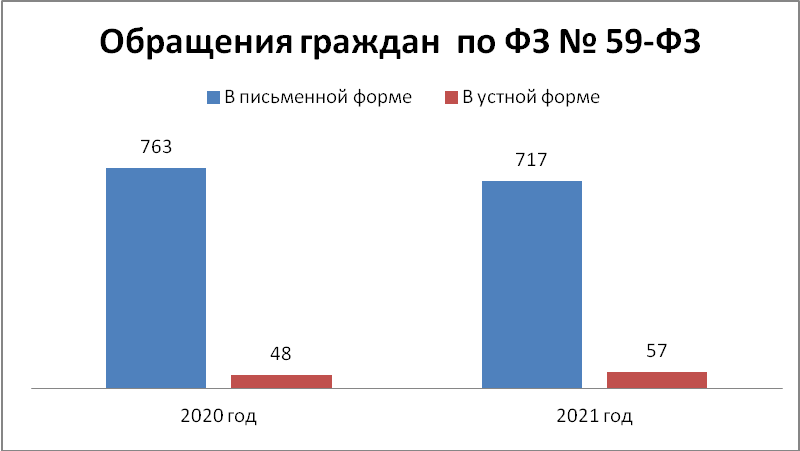 Обращения граждан по ФЗ № 59-ФЗ
В письменной форме В устной форме
763 717
48 57
2020 год 2021 год